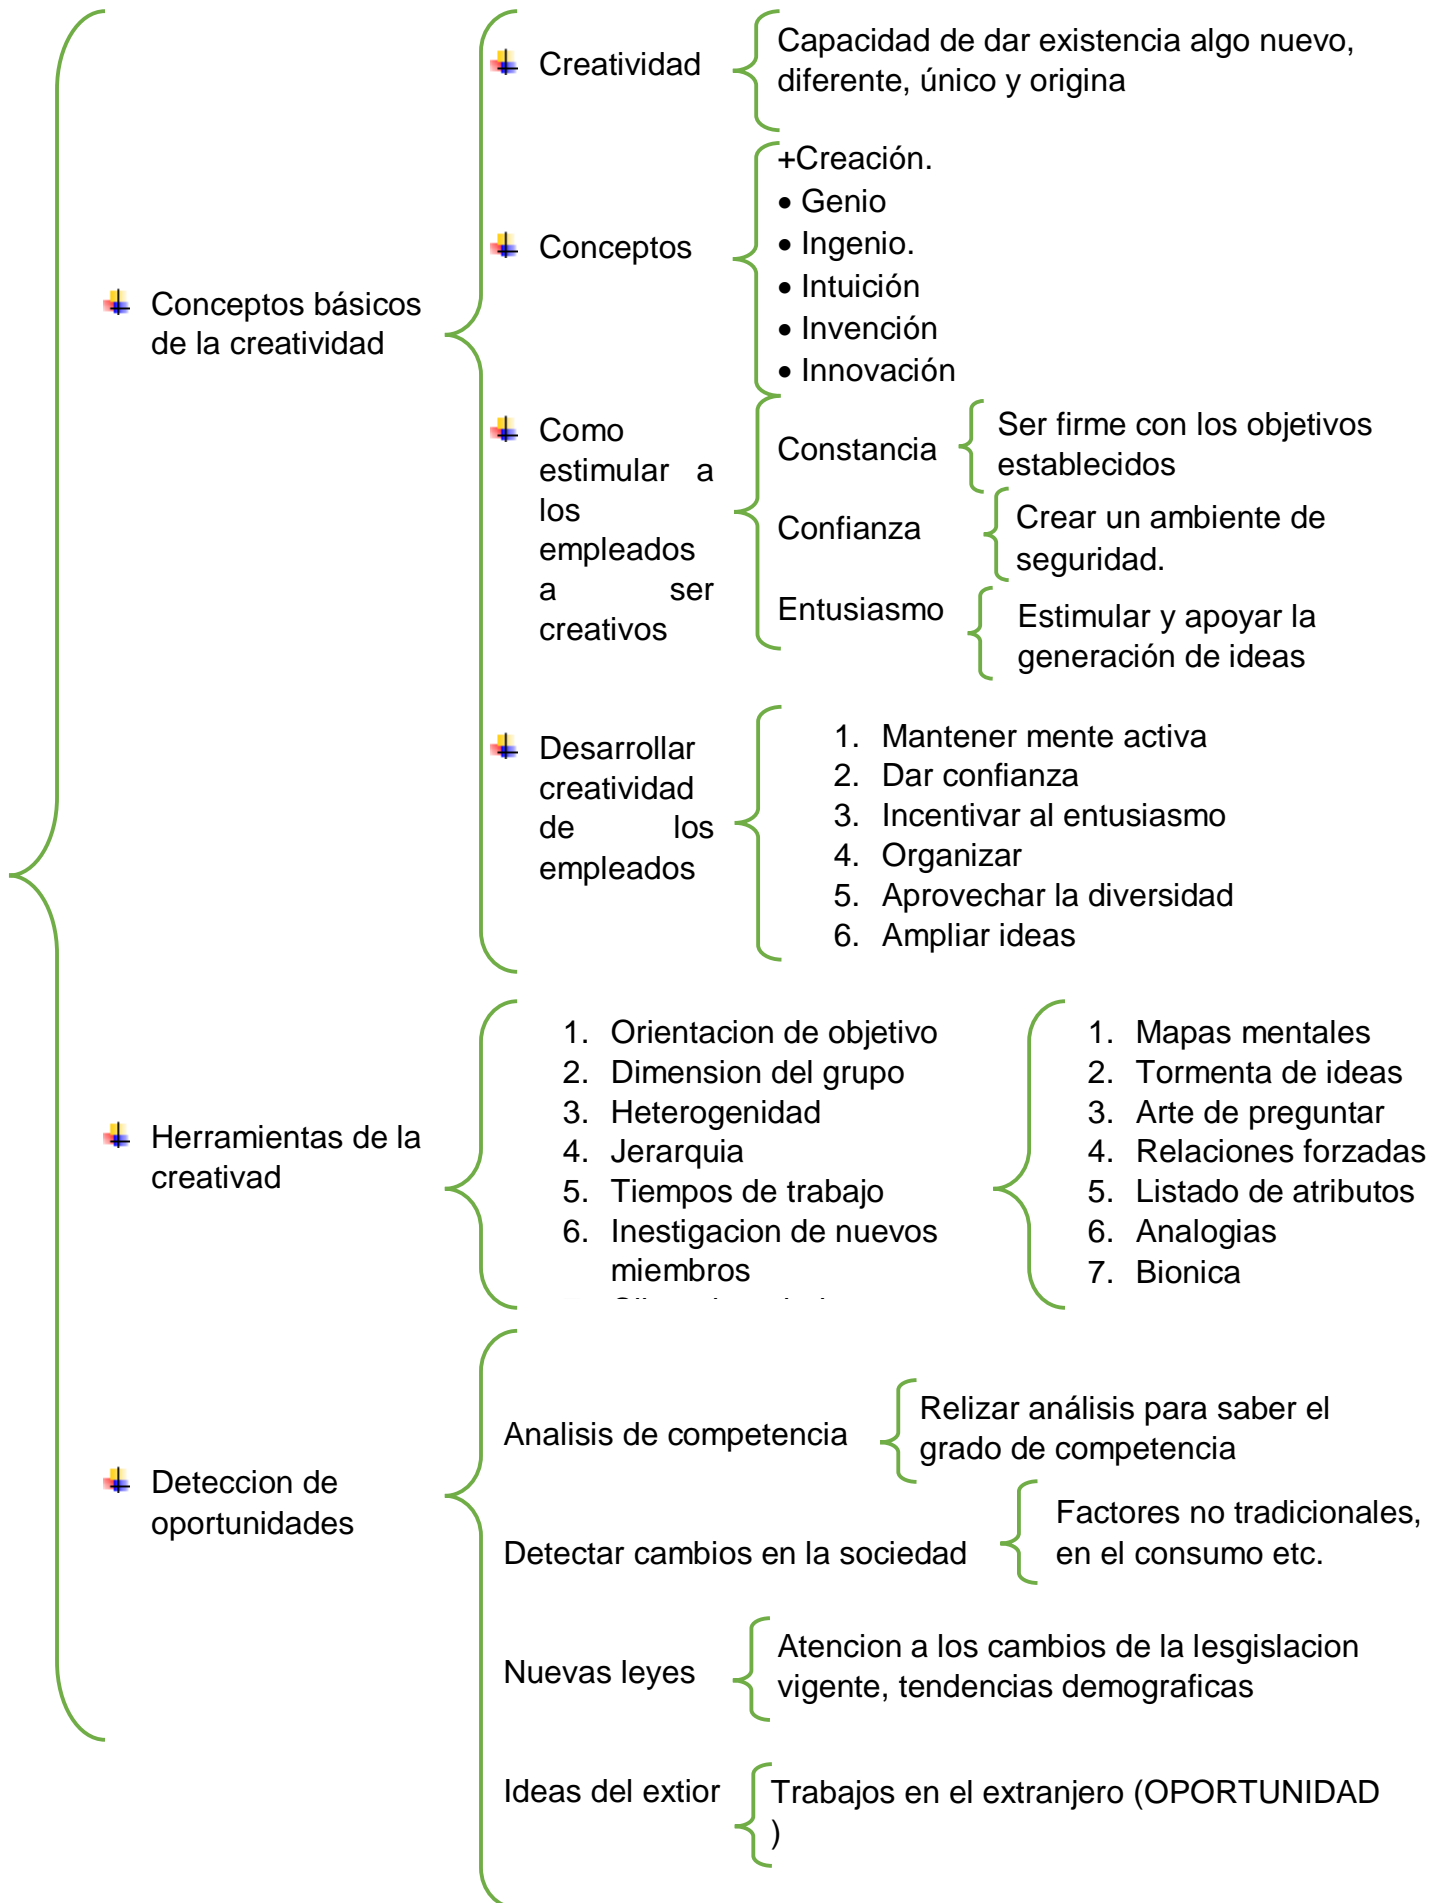 Creatividad
Capacidad de dar existencia algo nuevo,
diferente, único y origina
Conceptos básicos
de la creatividad
Conceptos
+Creación.
• Genio
• Ingenio.
• Intuición
• Invención
• Innovación
Como
estimular a
los
empleados
a ser
creativos
Constancia
Ser firme con los objetivos
establecidos
Confianza
Crear un ambiente de
seguridad.
Entusiasmo
Estimular y apoyar la
generación de ideas
Desarrollar
creatividad
de los
empleados
1. Mantener mente activa
2. Dar confianza
3. Incentivar al entusiasmo
4. Organizar
5. Aprovechar la diversidad
6. Ampliar ideas
Herramientas de la
creativad
1. Orientacion de objetivo
2. Dimension del grupo
3. Heterogenidad
4. Jerarquia
5. Tiempos de trabajo
6. Inestigacion de nuevos
miembros
1. Mapas mentales
2. Tormenta de ideas
3. Arte de preguntar
4. Relaciones forzadas
5. Listado de atributos
6. Analogias
7. Bionica
Deteccion de
oportunidades
Analisis de competencia
Relizar análisis para saber el
grado de competencia
Detectar cambios en la sociedad
Factores no tradicionales,
en el consumo etc.
Nuevas leyes
Atencion a los cambios de la lesgislacion
vigente, tendencias demograficas
Ideas del extior
Trabajos en el extranjero (OPORTUNIDAD
)